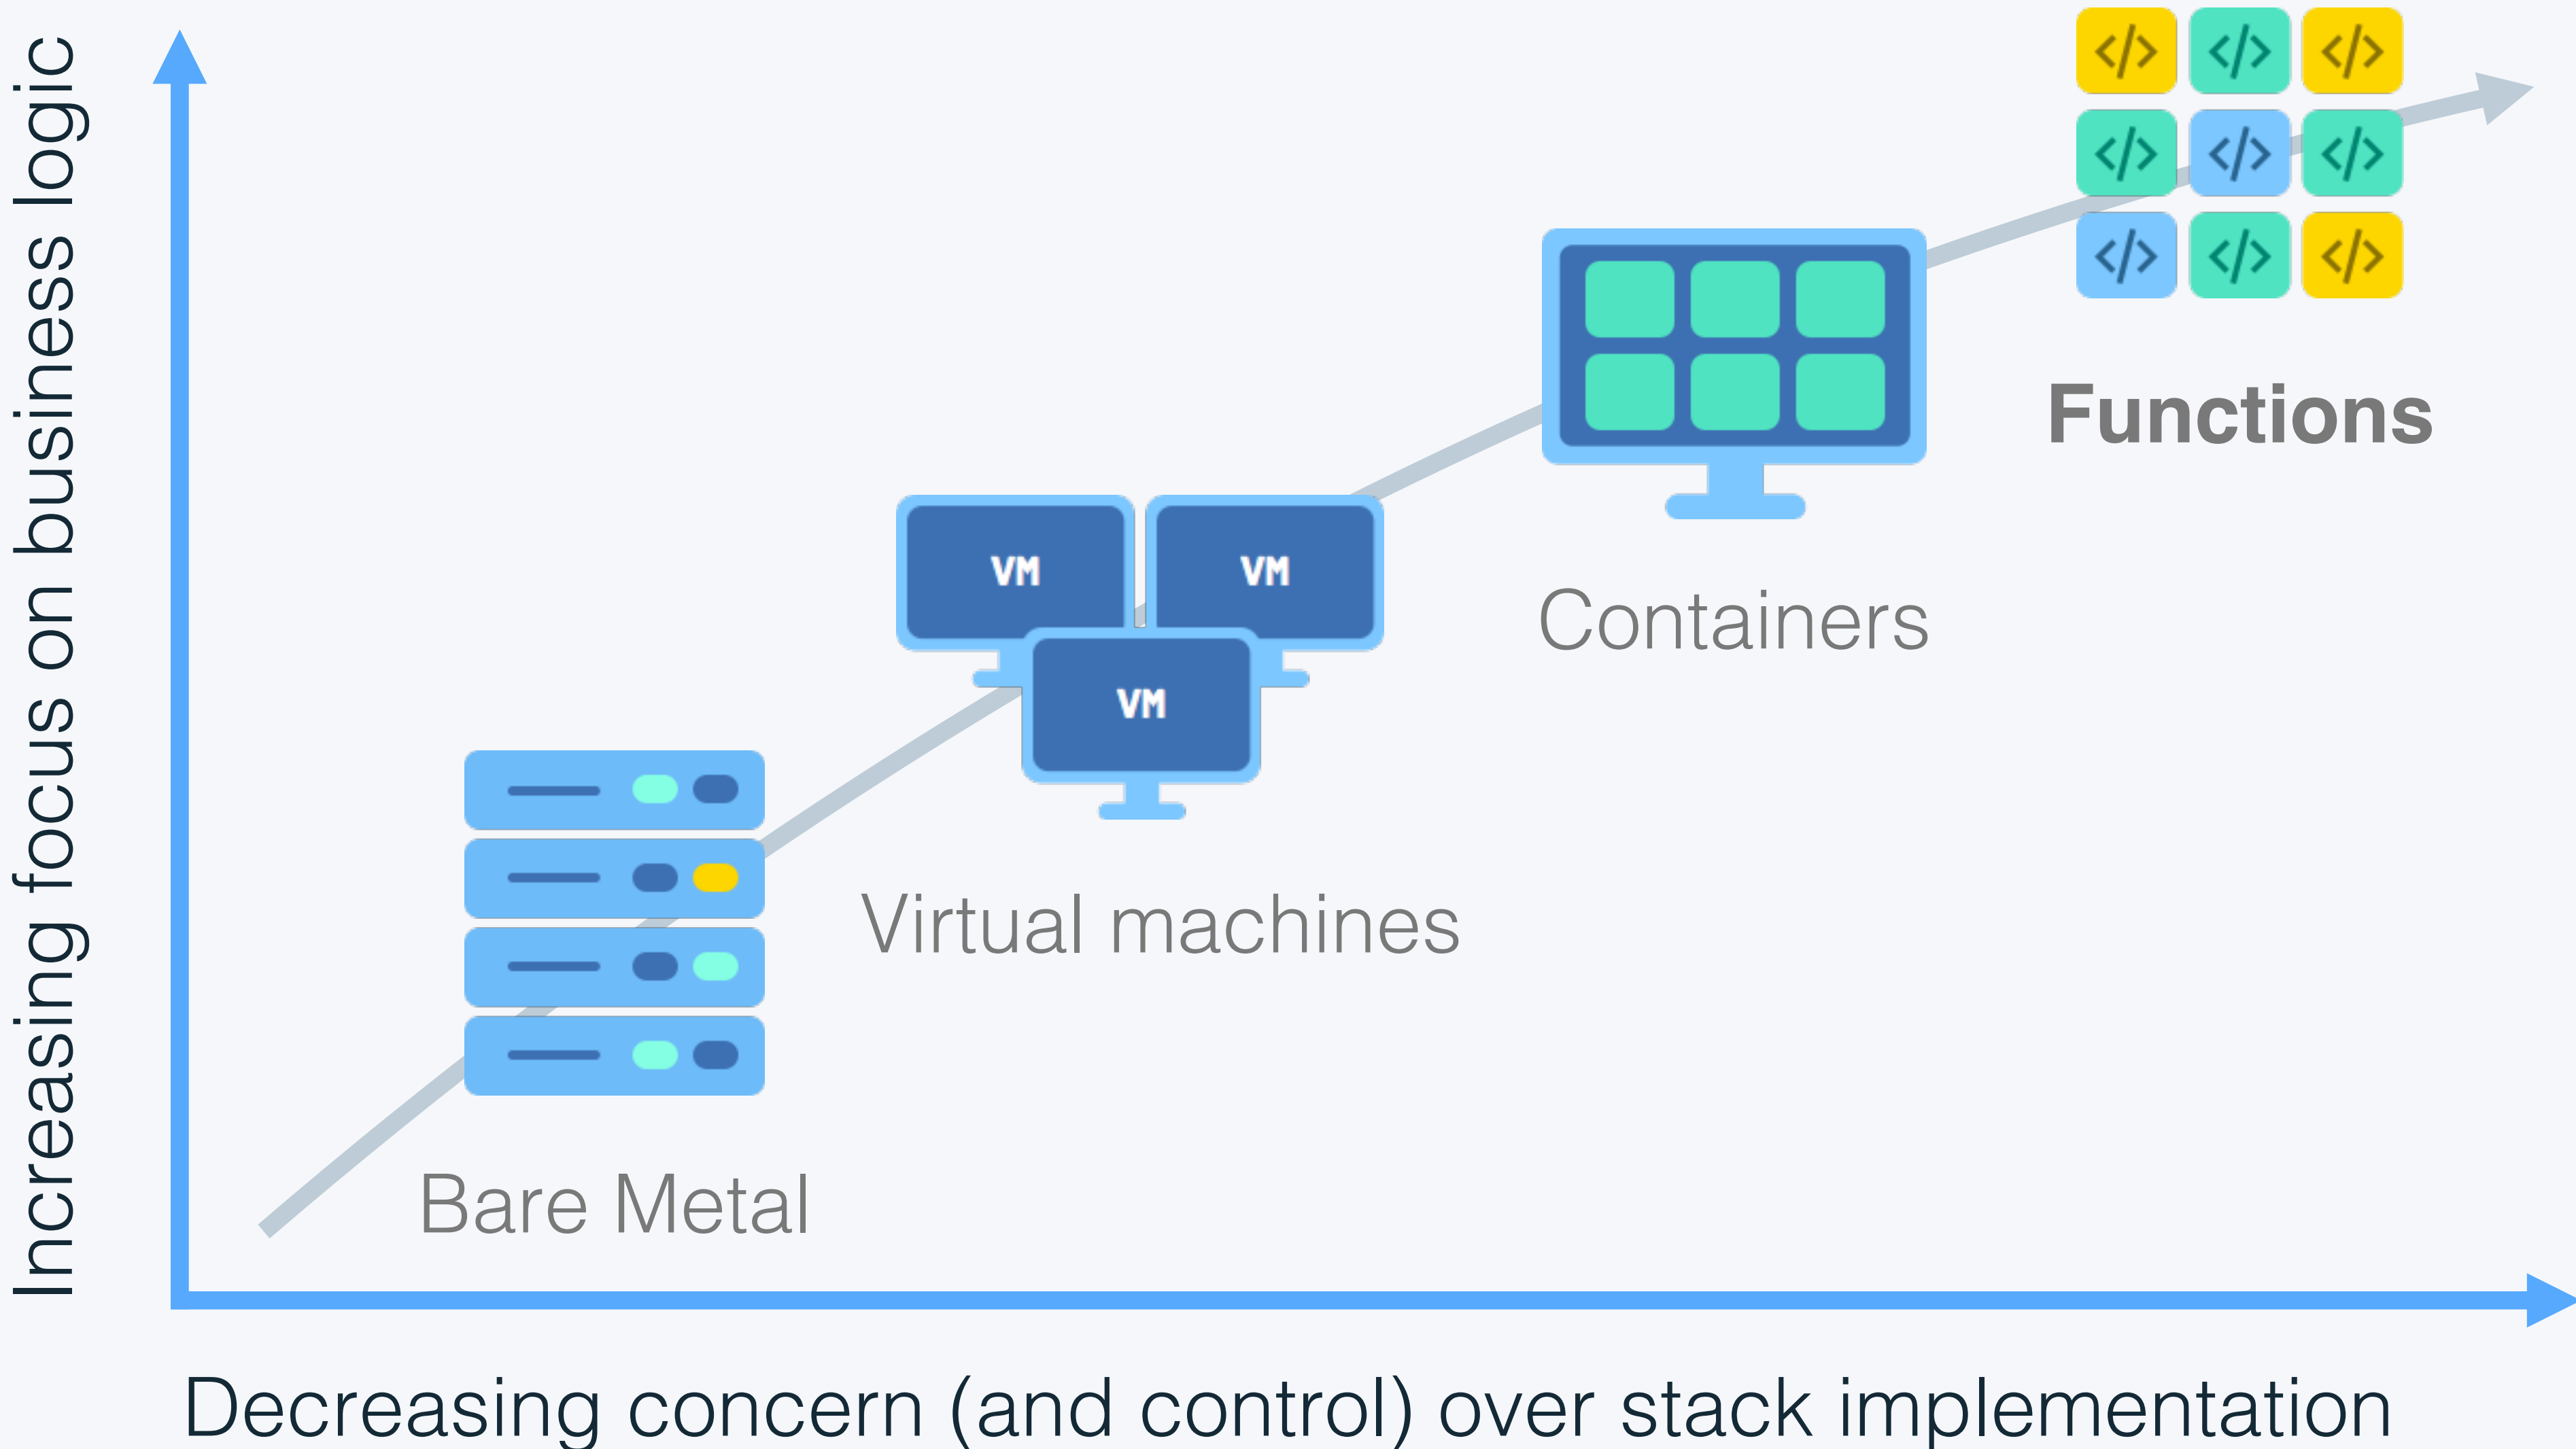 Increasing focus on business logic
</>
</>
</>
</>
</>
</>
</>
</>
</>
Functions
VM
VM
VM
Containers
Virtual machines
Bare Metal
Decreasing concern (and control) over stack implementation